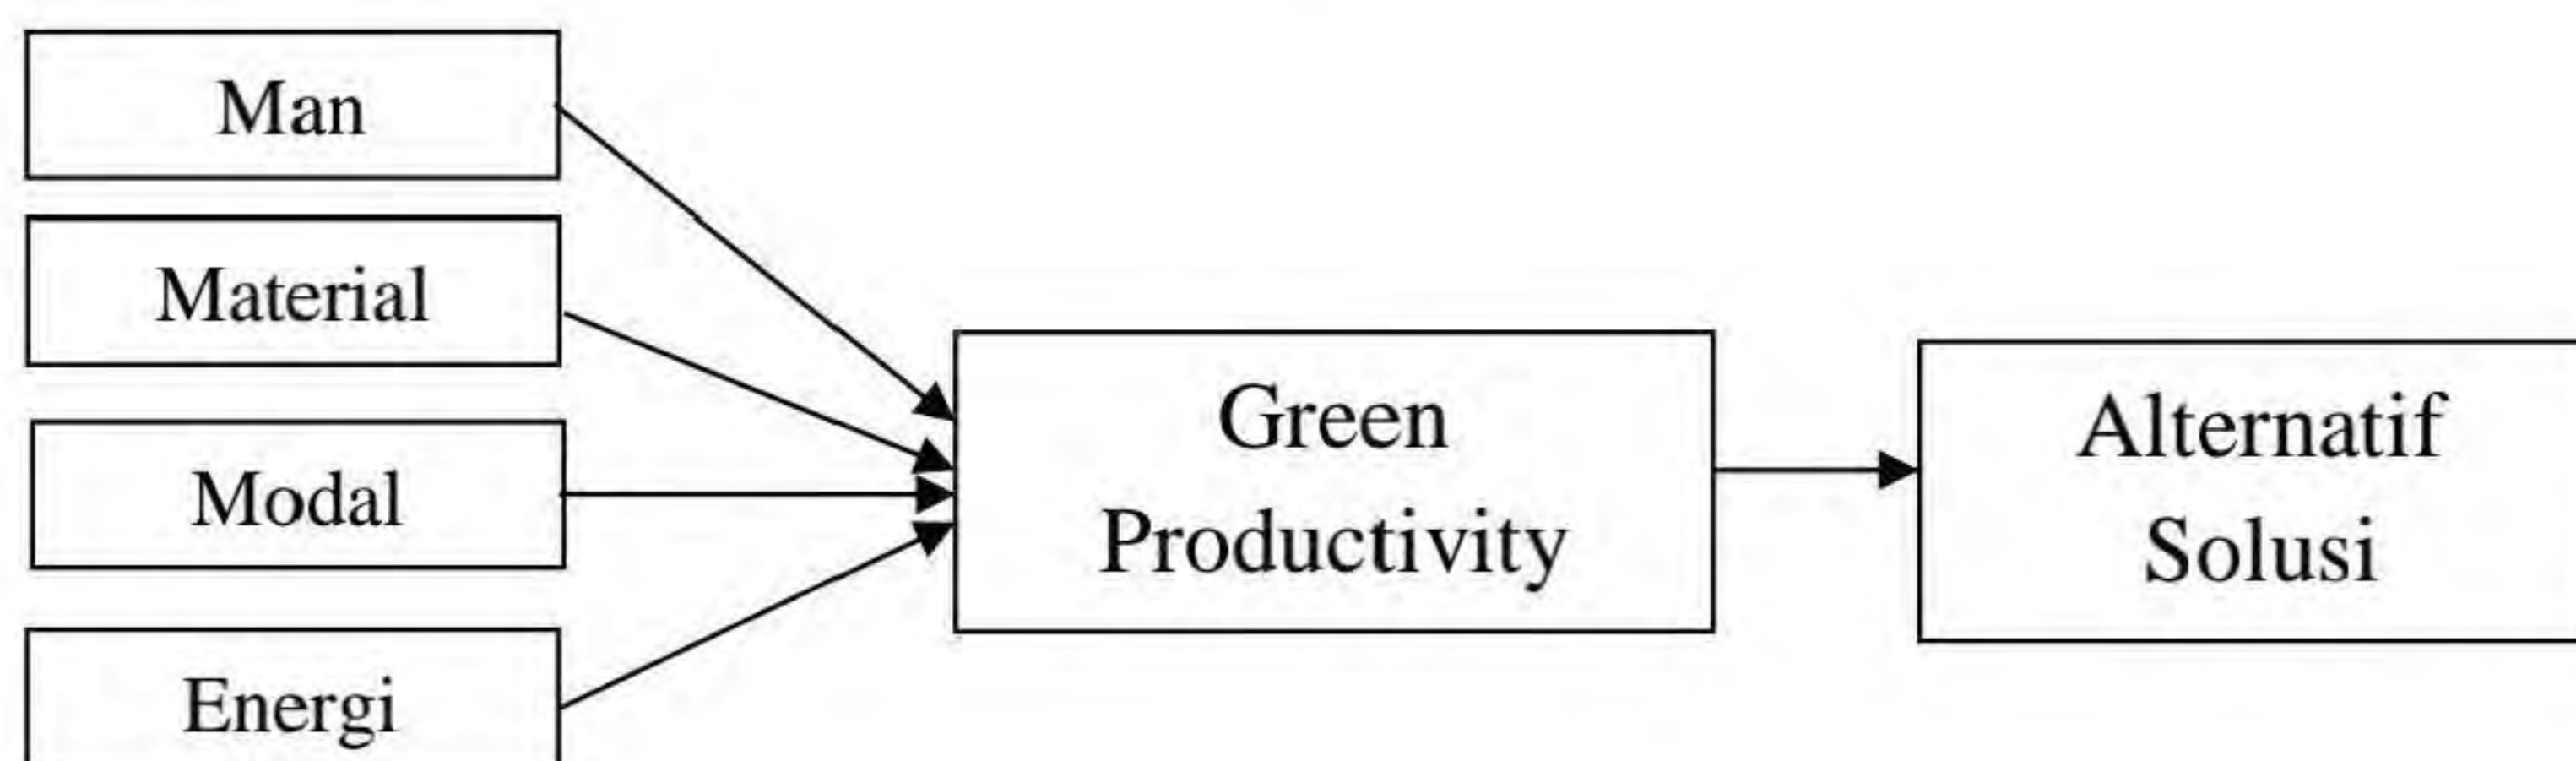 Man
Material
Modal
Energi
Green
Productivity
Alternatif
Solusi